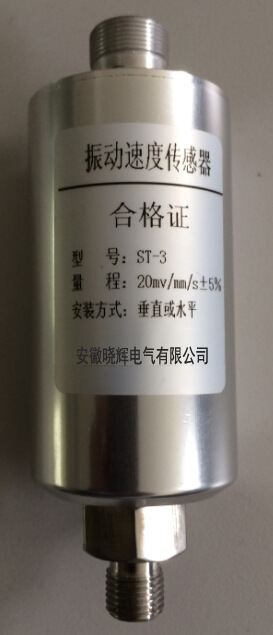 振动速度传感器
合格证
型　号：ST-3
量　程：20mv/mm/s±5%
安装方式：垂直或水平
安徽晓辉电气有限公司